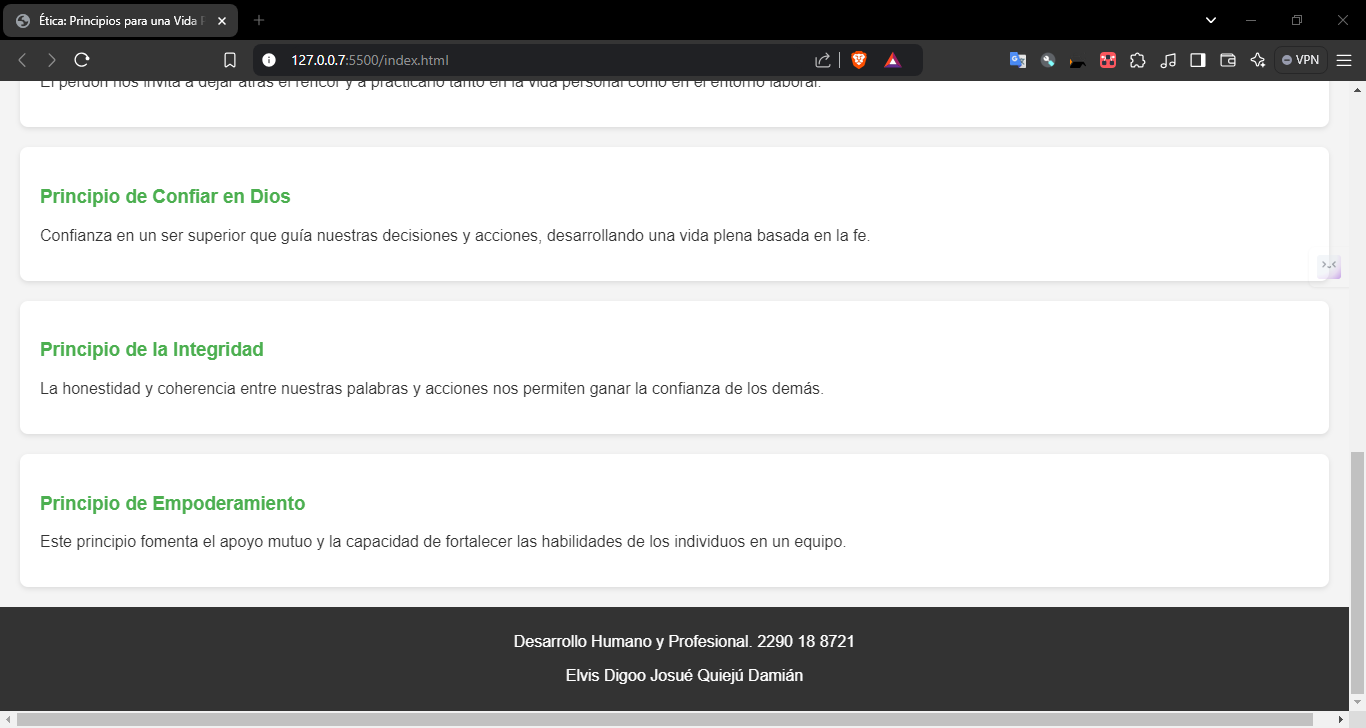 Ética: Principios para una Vida
127.0.0.7:5500/index.html
VPN
El perdón nos invita a dejar atrás el rencor y a practicarlo tanto en la vida personal como en el entorno laboral.
Principio de Confiar en Dios
Confianza en un ser superior que guía nuestras decisiones y acciones, desarrollando una vida plena basada en la fe.
Principio de la Integridad
La honestidad y coherencia entre nuestras palabras y acciones nos permiten ganar la confianza de los demás.
Principio de Empoderamiento
Este principio fomenta el apoyo mutuo y la capacidad de fortalecer las habilidades de los individuos en un equipo.
Desarrollo Humano y Profesional. 2290 18 8721
Elvis Digoo Josué Quiejú Damián